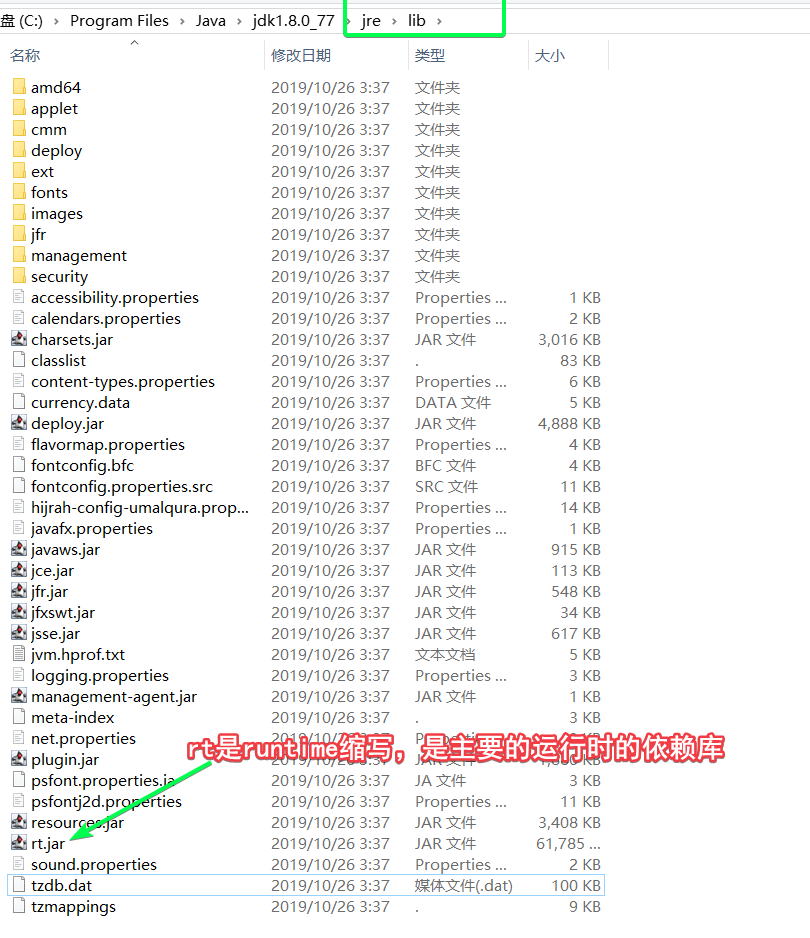 盘 (C:) › Program Files › Java › jdk1.8.0_77 › jre › lib ›
名称 修改日期 类型 大小
amd64 2019/10/26 3:37 文件夹
applet 2019/10/26 3:37 文件夹
cmm 2019/10/26 3:37 文件夹
deploy 2019/10/26 3:37 文件夹
ext 2019/10/26 3:37 文件夹
fonts 2019/10/26 3:37 文件夹
images 2019/10/26 3:37 文件夹
jfr 2019/10/26 3:37 文件夹
management 2019/10/26 3:37 文件夹
security 2019/10/26 3:37 文件夹
accessibility.properties 2019/10/26 3:37 Properties ... 1 KB
calendars.properties 2019/10/26 3:37 Properties ... 2 KB
charsets.jar 2019/10/26 3:37 JAR 文件 3,016 KB
classlist 2019/10/26 3:37 . 83 KB
content-types.properties 2019/10/26 3:37 Properties ... 6 KB
currency.data 2019/10/26 3:37 DATA 文件 5 KB
deploy.jar 2019/10/26 3:37 JAR 文件 4,888 KB
flavormap.properties 2019/10/26 3:37 Properties ... 4 KB
fontconfig.bfc 2019/10/26 3:37 BFC 文件 4 KB
fontconfig.properties.src 2019/10/26 3:37 SRC 文件 11 KB
hijrah-config-umalqura.prop... 2019/10/26 3:37 Properties ... 14 KB
javafx.properties 2019/10/26 3:37 Properties ... 1 KB
javaws.jar 2019/10/26 3:37 JAR 文件 915 KB
jce.jar 2019/10/26 3:37 JAR 文件 113 KB
jfr.jar 2019/10/26 3:37 JAR 文件 548 KB
jfxswt.jar 2019/10/26 3:37 JAR 文件 34 KB
jsse.jar 2019/10/26 3:37 JAR 文件 617 KB
jvm.hprof.txt 2019/10/26 3:37 文本文档 5 KB
logging.properties 2019/10/26 3:37 Properties ... 3 KB
management-agent.jar 2019/10/26 3:37 JAR 文件 1 KB
meta-index 2019/10/26 3:37 . 3 KB
net.properties 2019/10/26 3:37 Properties ... KB
rt是runtime缩写，是主要的运行时的依赖库
plugin.jar 2019/10/26 3:37 JAR 文件 KB
psfont.properties.ja 2019/10/26 3:37 JA 文件 3 KB
psfontj2d.properties 2019/10/26 3:37 Properties ... 11 KB
resources.jar 2019/10/26 3:37 JAR 文件 3,408 KB
rt.jar 2019/10/26 3:37 JAR 文件 61,785 ...
sound.properties 2019/10/26 3:37 Properties ... 2 KB
tzdb.dat 2019/10/26 3:37 媒体文件(.dat) 100 KB
tzmappings 2019/10/26 3:37 . 9 KB